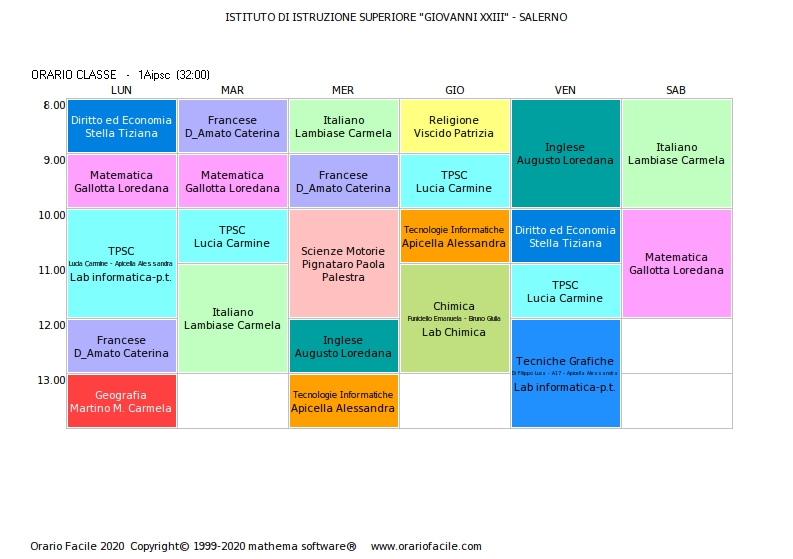 ISTITUTO DI ISTRUZIONE SUPERIORE "GIOVANNI XXIII" - SALERNO
ORARIO CLASSE - 1Aipsc (32:00)
LUN MAR MER GIO VEN SAB
8.00
Diritto ed Economia
Stella Tiziana
Francese
D_Amato Caterina
Italiano
Lambiase Carmela
Religione
Viscido Patrizia
Inglese
Augusto Loredana
Italiano
Lambiase Carmela
9.00
Matematica
Gallotta Loredana
Matematica
Gallotta Loredana
Francese
D_Amato Caterina
TPSC
Lucia Carmine
10.00
TPSC
Lucia Carmine - Apicella Alessandra
Lab informatica-p.t.
TPSC
Lucia Carmine
Scienze Motorie
Pignataro Paola
Palestra
Tecnologie Informatiche
Apicella Alessandra
Diritto ed Economia
Stella Tiziana
Matematica
Gallotta Loredana
11.00
Italiano
Lambiase Carmela
Chimica
Funidello Emanuela - Bruno Giulia
Lab Chimica
TPSC
Lucia Carmine
12.00
Francese
D_Amato Caterina
Inglese
Augusto Loredana
Tecniche Grafiche
Di Filippo Luca - A17 - Apicella Alessandra
Lab informatica-p.t.
13.00
Geografia
Martino M. Carmela
Tecnologie Informatiche
Apicella Alessandra
Orario Facile 2020 Copyright© 1999-2020 mathema software® www.orariofacile.com